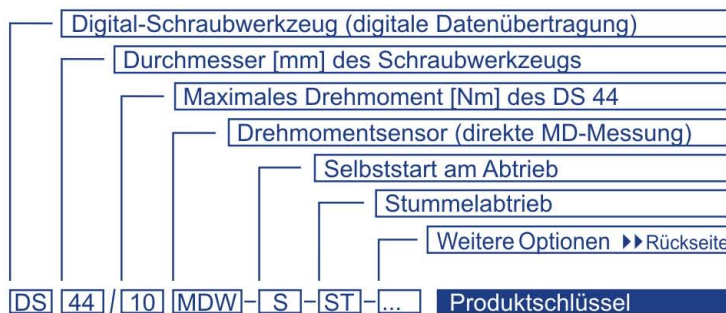 Digital-Schraubwerkzeug (digitale Datenübertragung)
Durchmesser [mm] des Schraubwerkzeugs
Maximales Drehmoment [Nm] des DS 44
Drehmomentsensor (direkte MD-Messung)
Selbststart am Abtrieb
Stummelabtrieb
Weitere Optionen ▶▶Rückseite
DS 44 / 10 MDW-S-ST-... Produktschlüssel